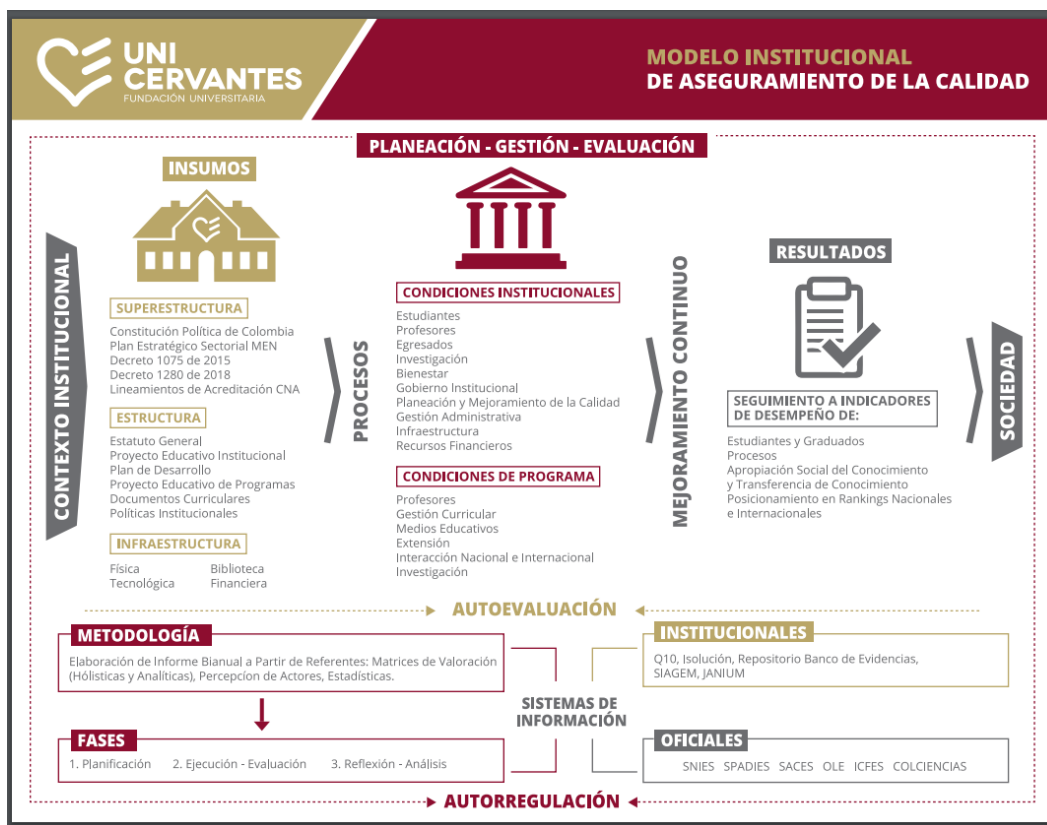 UNI
CERVANTES
FUNDACIÓN UNIVERSITARIA
MODELO INSTITUCIONAL
DE ASEGURAMIENTO DE LA CALIDAD
PLANEACIÓN - GESTIÓN - EVALUACIÓN
CONTEXTO INSTITUCIONAL
INSUMOS
SUPERESTRUCTURA
Constitución Política de Colombia
Plan Estratégico Sectorial MEN
Decreto 1075 de 2015
Decreto 1280 de 2018
Lineamientos de Acreditación CNA
ESTRUCTURA
Estatuto General
Proyecto Educativo Institucional
Plan de Desarrollo
Proyecto Educativo de Programas
Documentos Curriculares
Políticas Institucionales
INFRAESTRUCTURA
Física Biblioteca
Tecnológica Financiera
PROCESOS
CONDICIONES INSTITUCIONALES
Estudiantes
Profesores
Egresados
Investigación
Bienestar
Gobierno Institucional
Planeación y Mejoramiento de la Calidad
Gestión Administrativa
Infraestructura
Recursos Financieros
CONDICIONES DE PROGRAMA
Profesores
Gestión Curricular
Medios Educativos
Extensión
Interacción Nacional e Internacional
Investigación
MEJORAMIENTO CONTINUO
RESULTADOS
SEGUIMIENTO A INDICADORES
DE DESEMPEÑO DE:
Estudiantes y Graduados
Procesos
Apropiación Social del Conocimiento
y Transferencia de Conocimiento
Posicionamiento en Rankings Nacionales
e Internacionales
SOCIEDAD
AUTOEVALUACIÓN
METODOLOGÍA
Elaboración de Informe Bianual a Partir de Referentes: Matrices de Valoración
(Hólisticas y Analíticas), Percepcíon de Actores, Estadísticas.
FASES
1. Planificación 2. Ejecución - Evaluación 3. Reflexión - Análisis
SISTEMAS DE
INFORMACIÓN
INSTITUCIONALES
Q10, Isolución, Repositorio Banco de Evidencias,
SIAGEM, JANIUM
OFICIALES
SNIES SPADIES SACES OLE ICFES COLCIENCIAS
AUTORREGULACIÓN